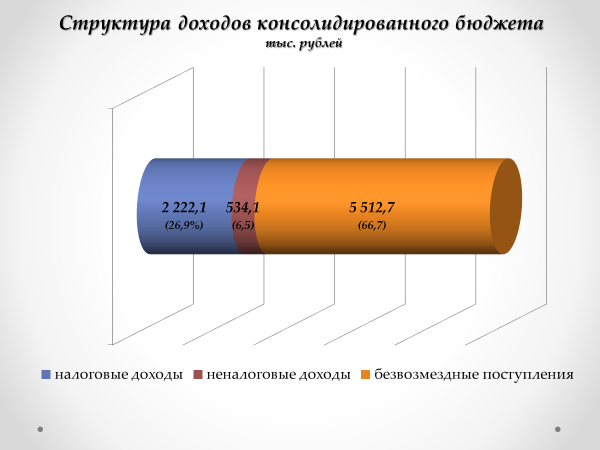 Структура доходов консолидированного бюджета
тыс. рублей
2 222,1 534,1 5 512,7
(26,9%) (6,5) (66,7)
налоговые доходы неналоговые доходы безвозмездные поступления